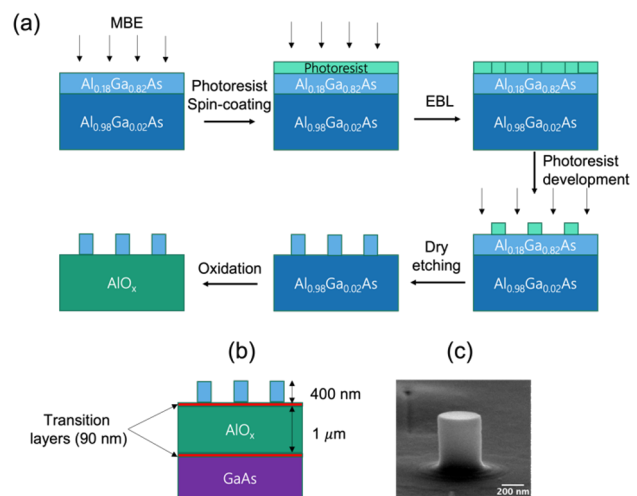 (a)
MBE
Al0.18Ga0.82As
Al0.98Ga0.02As
Photoresist
Spin-coating
Photoresist
Al0.18Ga0.82As
Al0.98Ga0.02As
EBL
Al0.18Ga0.82As
Al0.98Ga0.02As
Photoresist
development
Al0.18Ga0.82As
Al0.98Ga0.02As
Dry
etching
Al0.98Ga0.02As
Oxidation
AlOx
(b)
Transition
layers (90 nm)
400 nm
AlOx
1 μm
GaAs
(c)
200 nm